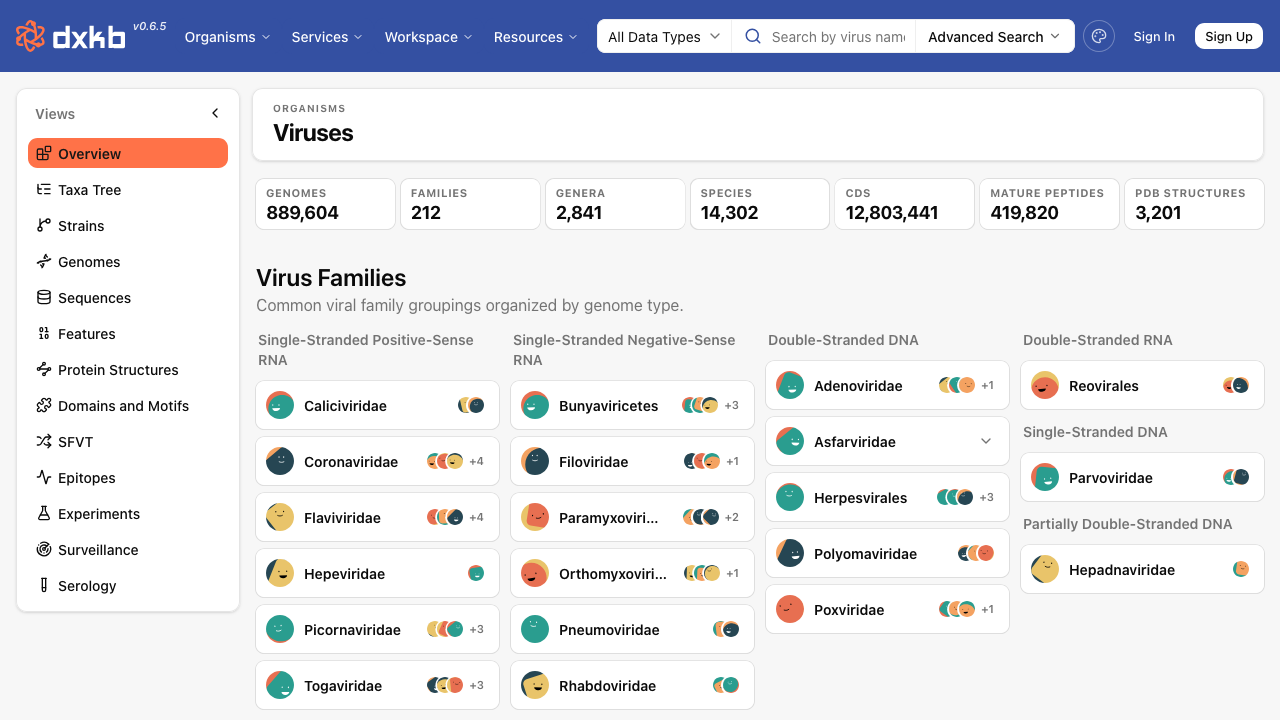 dxkb
v0.6.5
Organisms
Services
Workspace
Resources
All Data Types
Search by virus name
Advanced Search
Sign In
Sign Up
Views
Overview
Taxa Tree
Strains
Genomes
Sequences
Features
Protein Structures
Domains and Motifs
SFVT
Epitopes
Experiments
Surveillance
Serology
ORGANISMS
Viruses
GENOMES
889,604
FAMILIES
212
GENERA
2,841
SPECIES
14,302
CDS
12,803,441
MATURE PEPTIDES
419,820
PDB STRUCTURES
3,201
Virus Families
Common viral family groupings organized by genome type.
Single-Stranded Positive-Sense
RNA
Caliciviridae
Coronaviridae +4
Flaviviridae +4
Hepeviridae
Picornaviridae +3
Togaviridae +3
Single-Stranded Negative-Sense
RNA
Bunyaviricetes +3
Filoviridae +1
Paramyxoviri... +2
Orthomyxoviri... +1
Pneumoviridae
Rhabdoviridae
Double-Stranded DNA
Adenoviridae +1
Asfarviridae
Herpesvirales +3
Polyomaviridae
Poxviridae +1
Double-Stranded RNA
Reovirales
Single-Stranded DNA
Parvoviridae
Partially Double-Stranded DNA
Hepadnaviridae